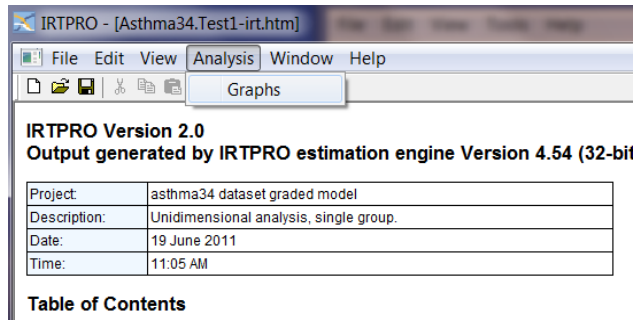 IRTPRO - [Asthma34.Test1-irt.htm]
File Edit View Analysis Window Help
Graphs
IRTPRO Version 2.0
Output generated by IRTPRO estimation engine Version 4.54 (32-bit
Project: asthma34 dataset graded model
Description: Unidimensional analysis, single group.
Date: 19 June 2011
Time: 11:05 AM
Table of Contents